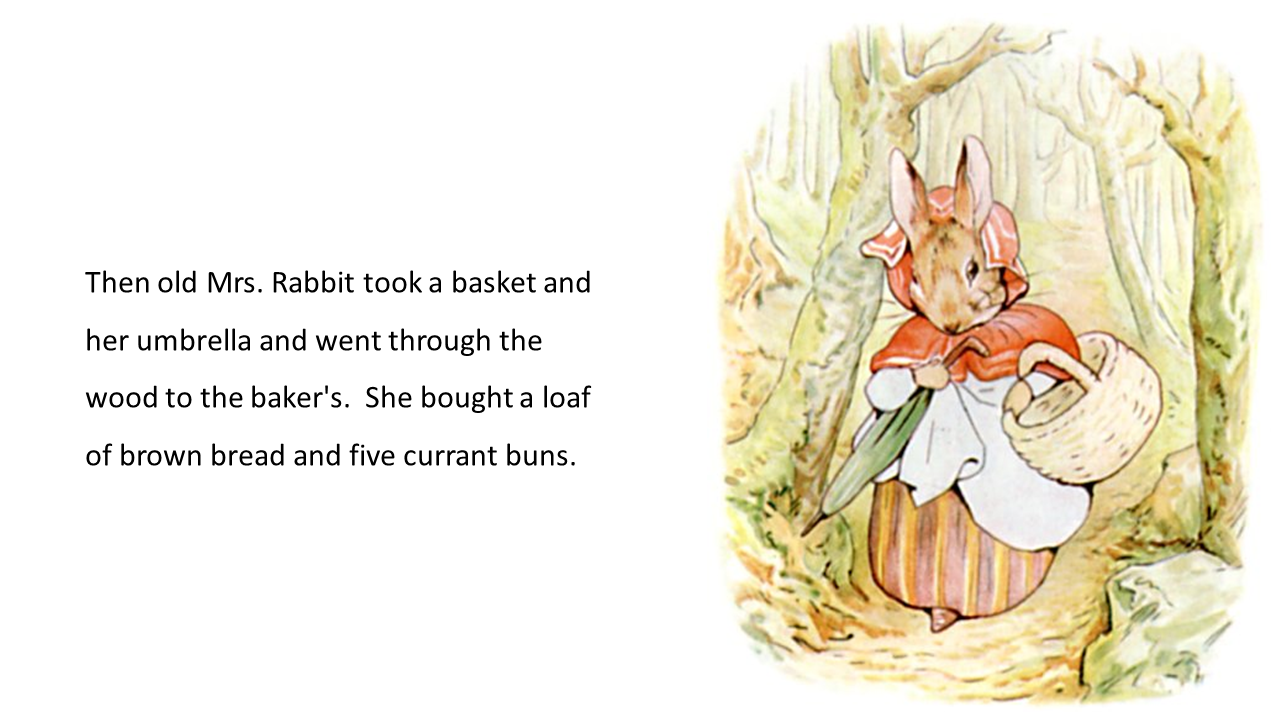 Then old Mrs. Rabbit took a basket and
her umbrella and went through the
wood to the baker's.  She bought a loaf
of brown bread and five currant buns.